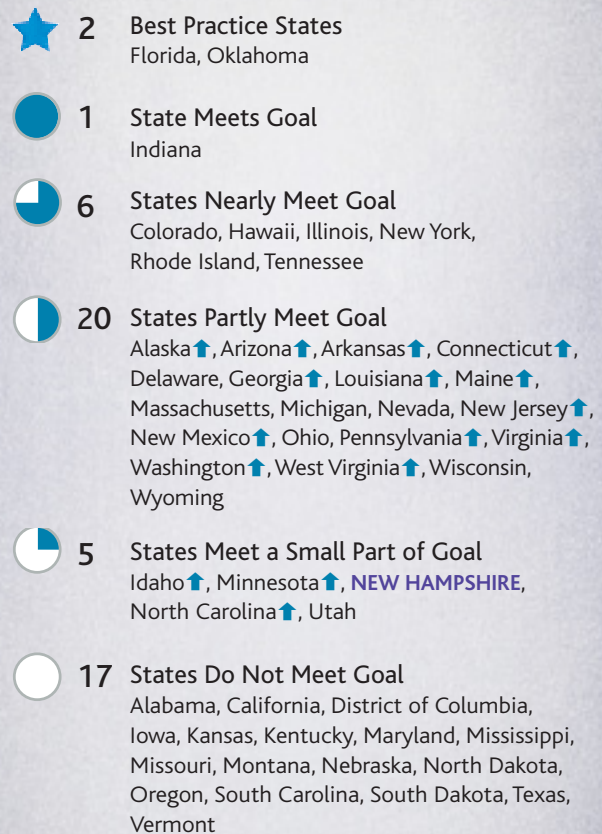 2 Best Practice States
Florida, Oklahoma
1 State Meets Goal
Indiana
6 States Nearly Meet Goal
Colorado, Hawaii, Illinois, New York,
Rhode Island, Tennessee
20 States Partly Meet Goal
Alaska⬆, Arizona⬆, Arkansas⬆, Connecticut⬆,
Delaware, Georgia⬆, Louisiana⬆, Maine⬆,
Massachusetts, Michigan, Nevada, New Jersey⬆,
New Mexico⬆, Ohio, Pennsylvania⬆, Virginia⬆,
Washington⬆, West Virginia⬆, Wisconsin,
Wyoming
5 States Meet a Small Part of Goal
Idaho⬆, Minnesota⬆, NEW HAMPSHIRE,
North Carolina⬆, Utah
17 States Do Not Meet Goal
Alabama, California, District of Columbia,
Iowa, Kansas, Kentucky, Maryland, Mississippi,
Missouri, Montana, Nebraska, North Dakota,
Oregon, South Carolina, South Dakota, Texas,
Vermont